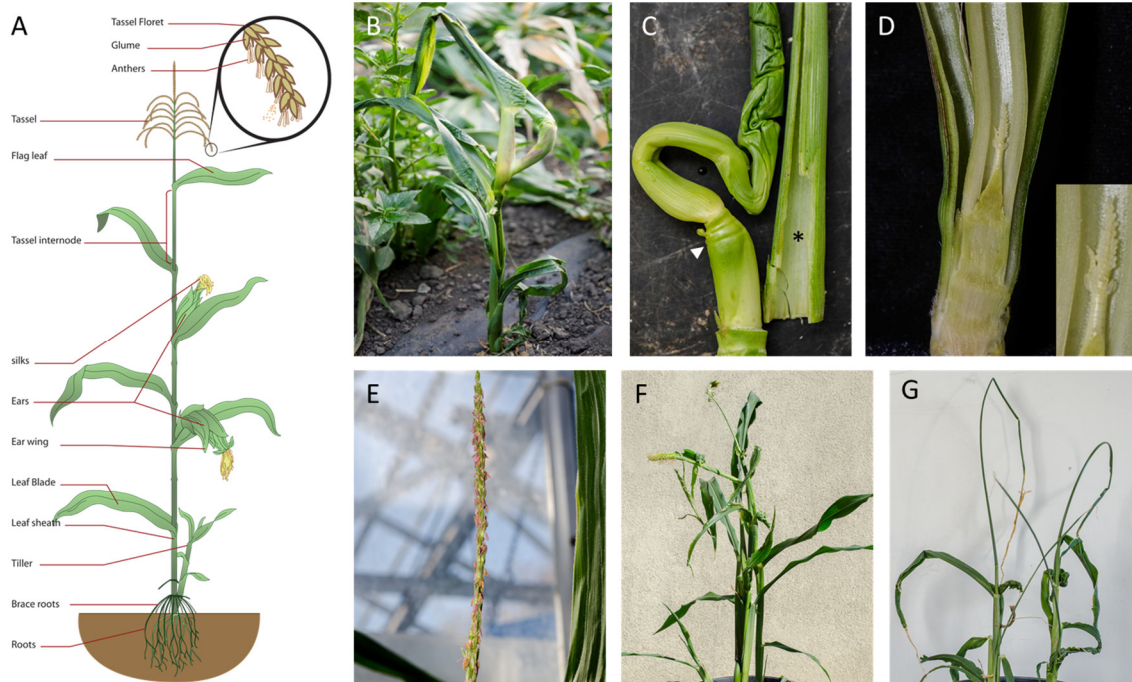 A
Tassel Floret
Glume
Anthers
Tassel
Flag leaf
Tassel internode
silks
Ears
Ear wing
Leaf Blade
Leaf sheath
Tiller
Brace roots
Roots
B
C
*
D
E
F
G